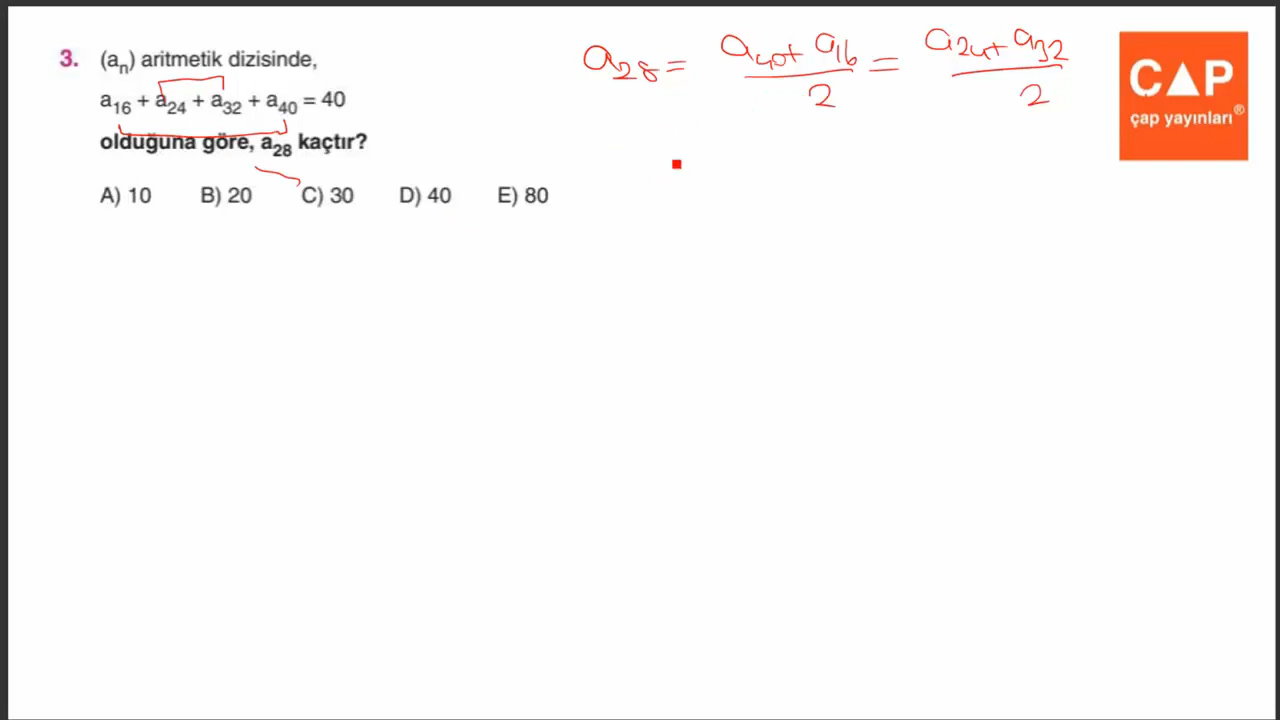 3. (aₙ) aritmetik dizisinde,
a₁₆ + a₂₄ + a₃₂ + a₄₀ = 40
olduğuna göre, a₂₈ kaçtır?
A) 10 B) 20 C) 30 D) 40 E) 80
a₂₈ = (a₄₀ + a₁₆)/2 = (a₂₄ + a₃₂)/2
CAP
çap yayınları®